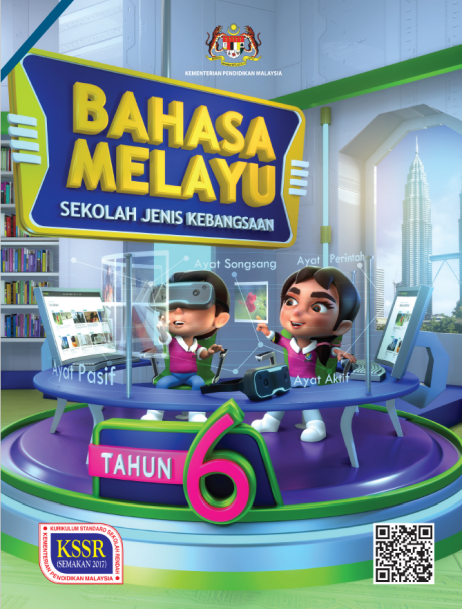 KEMENTERIAN PENDIDIKAN MALAYSIA
BAHASA
MELAYU
SEKOLAH JENIS KEBANGSAAN
Ayat Songsang
Ayat Perintah
Ayat Pasif
Ayat Aktif
TAHUN 6
KURIKULUM STANDARD SEKOLAH RENDAH
KSSR
(SEMAKAN 2017)
KEMENTERIAN PENDIDIKAN MALAYSIA